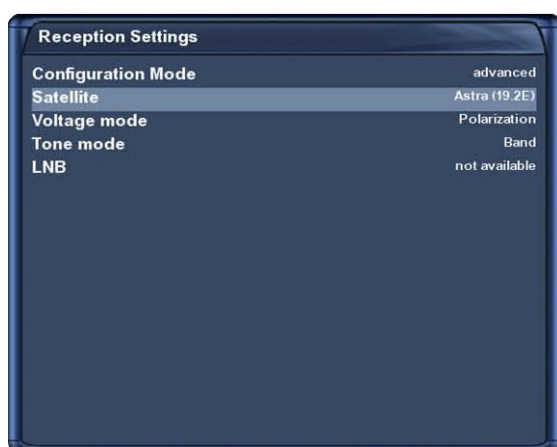 Reception Settings
Configuration Mode advanced
Satellite Astra (19.2E)
Voltage mode Polarization
Tone mode Band
LNB not available